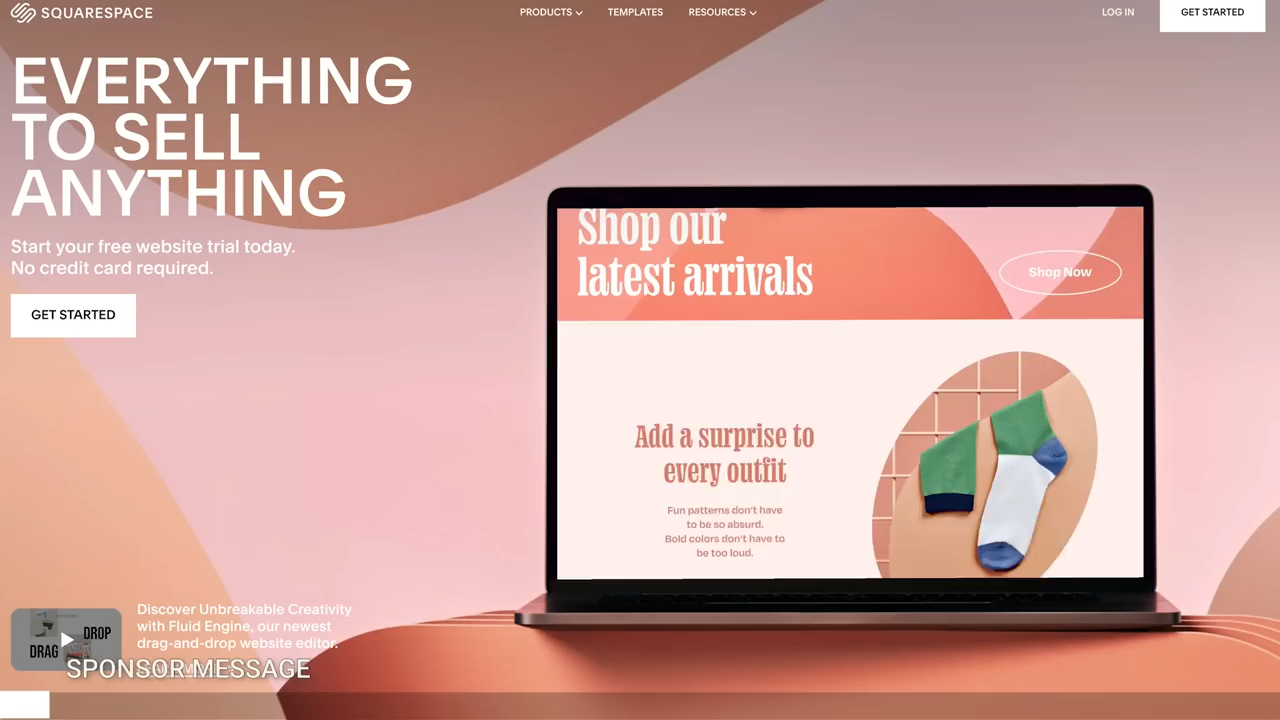 SQUARESPACE
PRODUCTS
TEMPLATES
RESOURCES
LOG IN
GET STARTED
EVERYTHING
TO SELL
ANYTHING
Start your free website trial today.
No credit card required.
GET STARTED
Shop our
latest arrivals
Shop Now
Add a surprise to
every outfit
Fun patterns don't have
to be so absurd.
Bold colors don't have to
be too loud.
DROP
DRAG
Discover Unbreakable Creativity
with Fluid Engine, our newest
drag-and-drop website editor.
SPONSOR MESSAGE